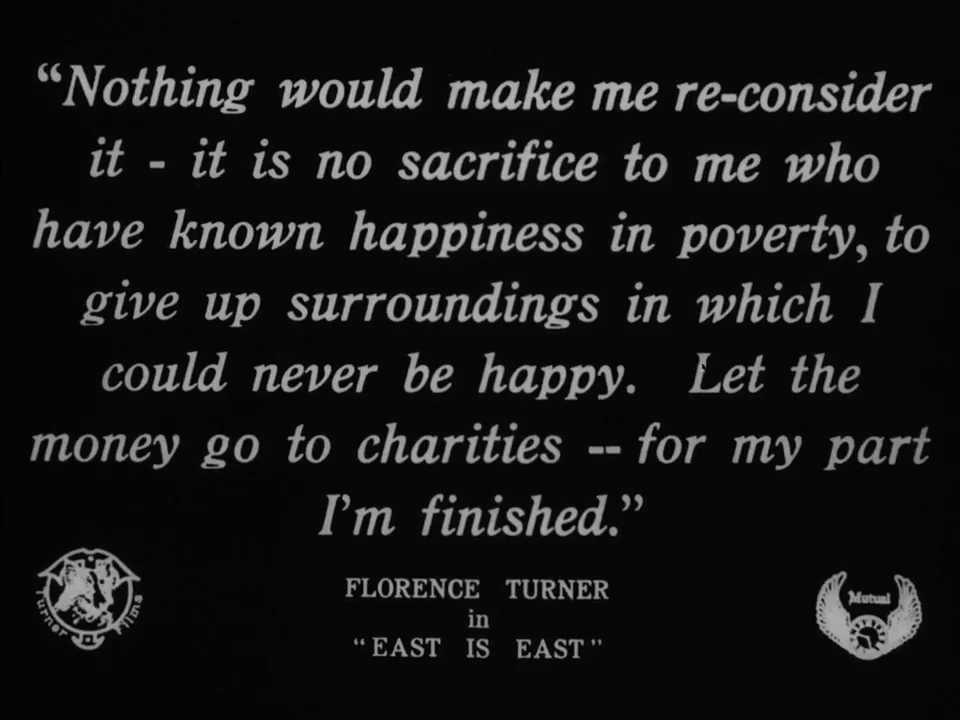 “Nothing would make me re-consider
it - it is no sacrifice to me who
have known happiness in poverty, to
give up surroundings in which I
could never be happy. Let the
money go to charities -- for my part
I’m finished.”
Turner Films
FLORENCE TURNER
in
“EAST IS EAST”
Mutual